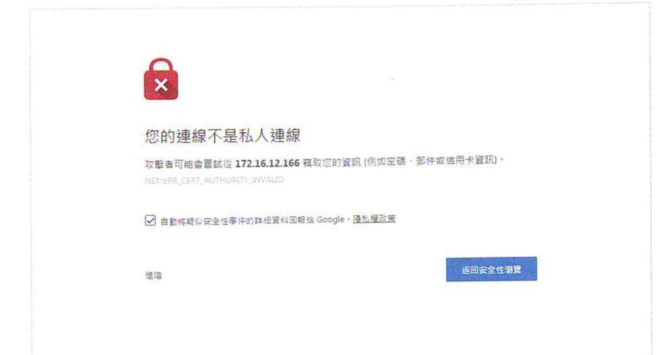 您的連線不是私人連線
攻擊者可能會嘗試從 172.16.12.166 竊取您的資訊 (例如密碼、郵件或信用卡資訊)。
NET::ERR_CERT_AUTHORITY_INVALID
自動將疑似安全性事件的詳細資料回報給 Google。隱私權政策
進階
返回安全性瀏覽